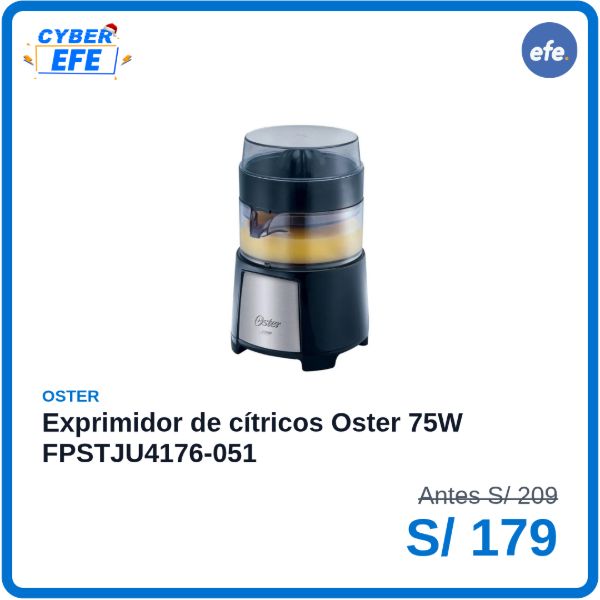 CYBER
EFE
efe.
Oster
OSTER
Exprimidor de cítricos Oster 75W
FPSTJU4176-051
Antes S/ 209
S/ 179